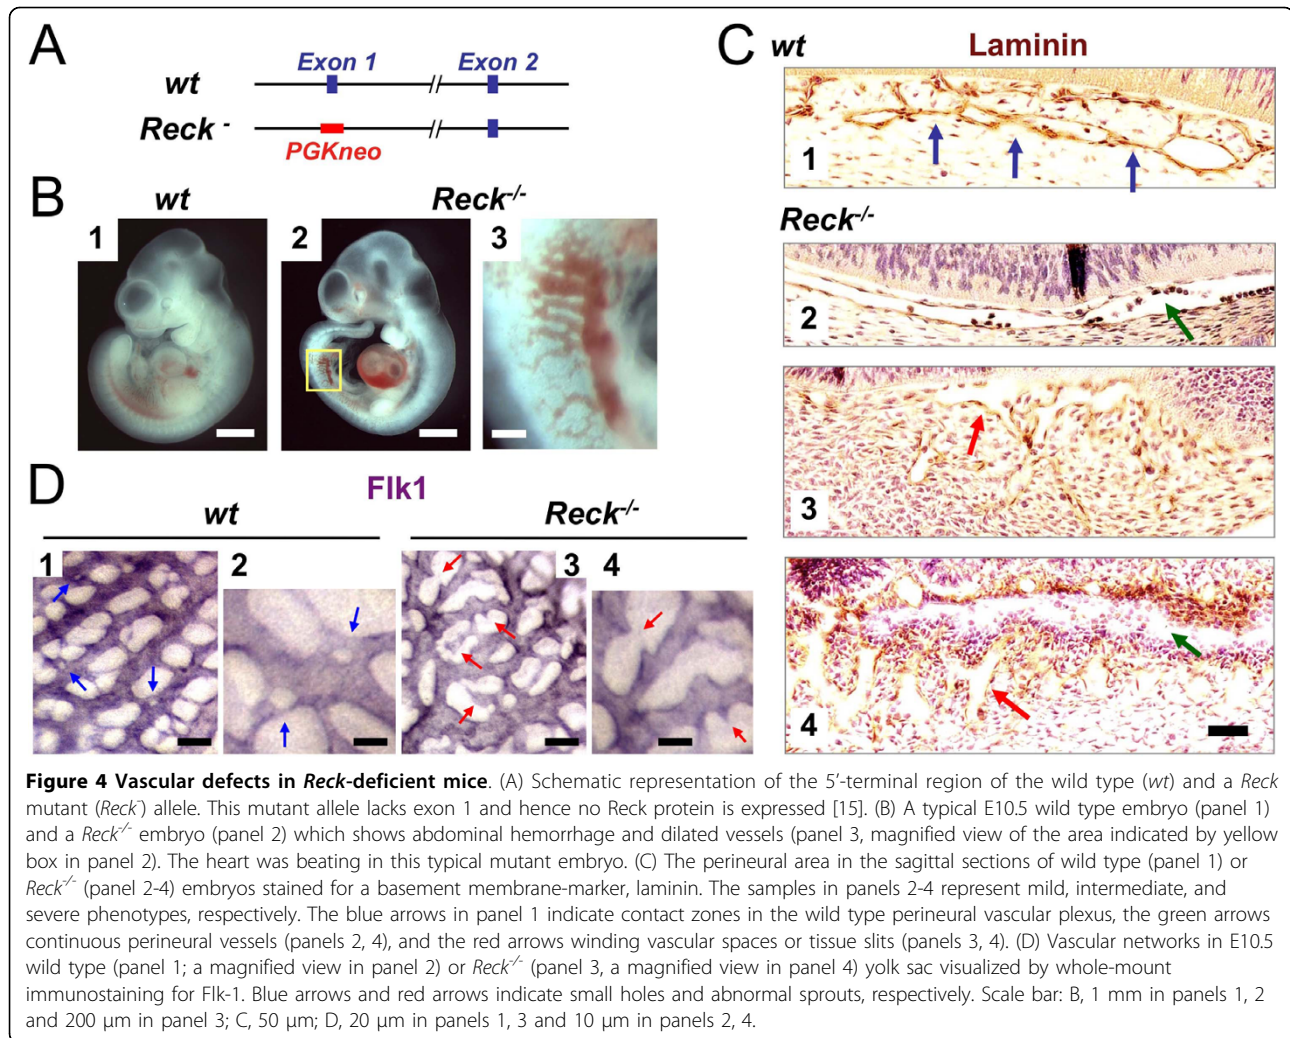 A
wt
Exon 1
Exon 2
Reck -
PGKneo
B
wt
Reck-/-
1
2
3
C
wt
Laminin
1
Reck-/-
2
3
4
D
Flk1
wt
Reck-/-
1
2
3
4
Figure 4 Vascular defects in Reck-deficient mice. (A) Schematic representation of the 5′-terminal region of the wild type (wt) and a Reck
mutant (Reck-) allele. This mutant allele lacks exon 1 and hence no Reck protein is expressed [15]. (B) A typical E10.5 wild type embryo (panel 1)
and a Reck-/- embryo (panel 2) which shows abdominal hemorrhage and dilated vessels (panel 3, magnified view of the area indicated by yellow
box in panel 2). The heart was beating in this typical mutant embryo. (C) The perineural area in the sagittal sections of wild type (panel 1) or
Reck-/- (panel 2-4) embryos stained for a basement membrane-marker, laminin. The samples in panels 2-4 represent mild, intermediate, and
severe phenotypes, respectively. The blue arrows in panel 1 indicate contact zones in the wild type perineural vascular plexus, the green arrows
continuous perineural vessels (panels 2, 4), and the red arrows winding vascular spaces or tissue slits (panels 3, 4). (D) Vascular networks in E10.5
wild type (panel 1; a magnified view in panel 2) or Reck-/- (panel 3, a magnified view in panel 4) yolk sac visualized by whole-mount
immunostaining for Flk-1. Blue arrows and red arrows indicate small holes and abnormal sprouts, respectively. Scale bar: B, 1 mm in panels 1, 2
and 200 μm in panel 3; C, 50 μm; D, 20 μm in panels 1, 3 and 10 μm in panels 2, 4.